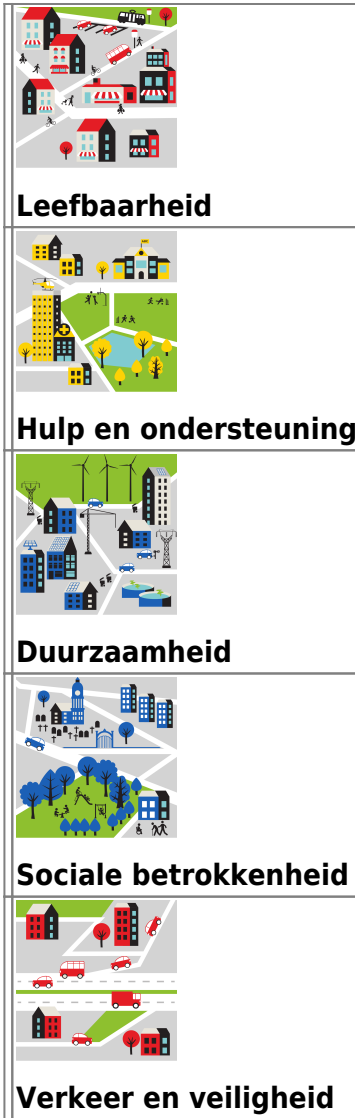 Leefbaarheid
Hulp en ondersteuning
Duurzaamheid
Sociale betrokkenheid
Verkeer en veiligheid